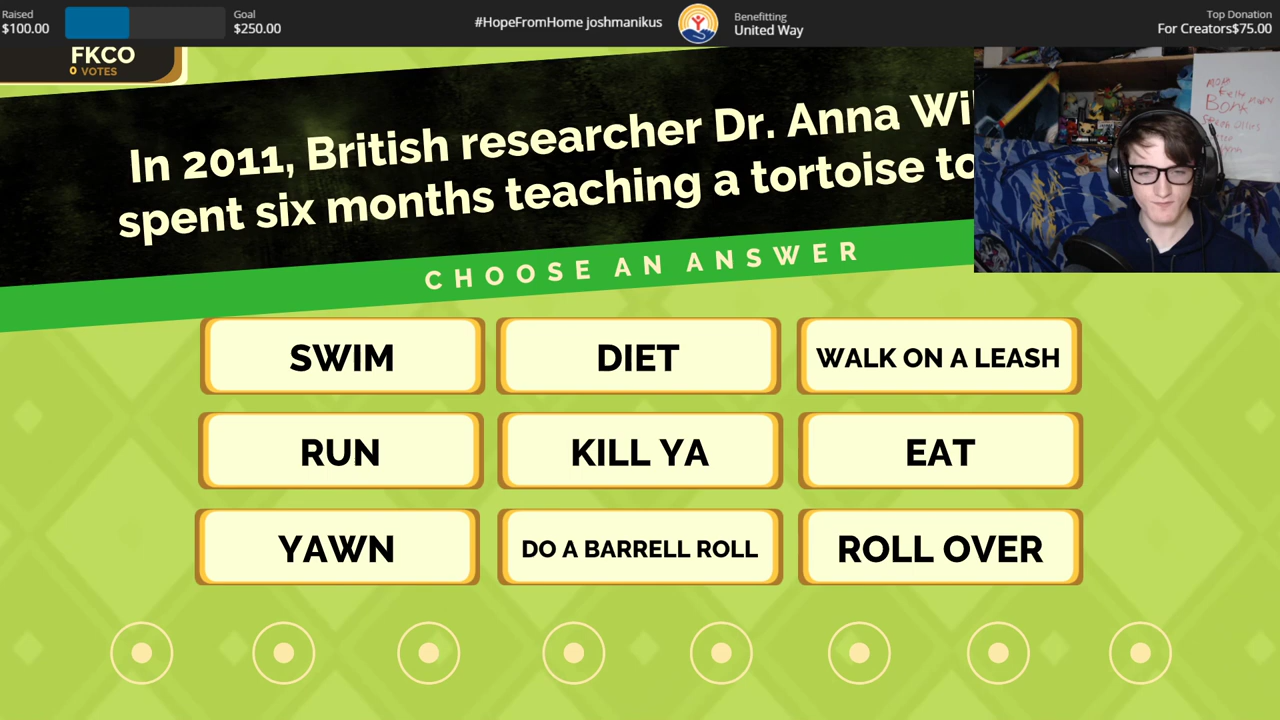 Raised
$100.00
Goal
$250.00
#HopeFromHome joshmanikus
Benefitting
United Way
Top Donation
For Creators$75.00
FKCO
0 VOTES
In 2011, British researcher Dr. Anna Wil
spent six months teaching a tortoise to
CHOOSE AN ANSWER
SWIM
DIET
WALK ON A LEASH
RUN
KILL YA
EAT
YAWN
DO A BARRELL ROLL
ROLL OVER